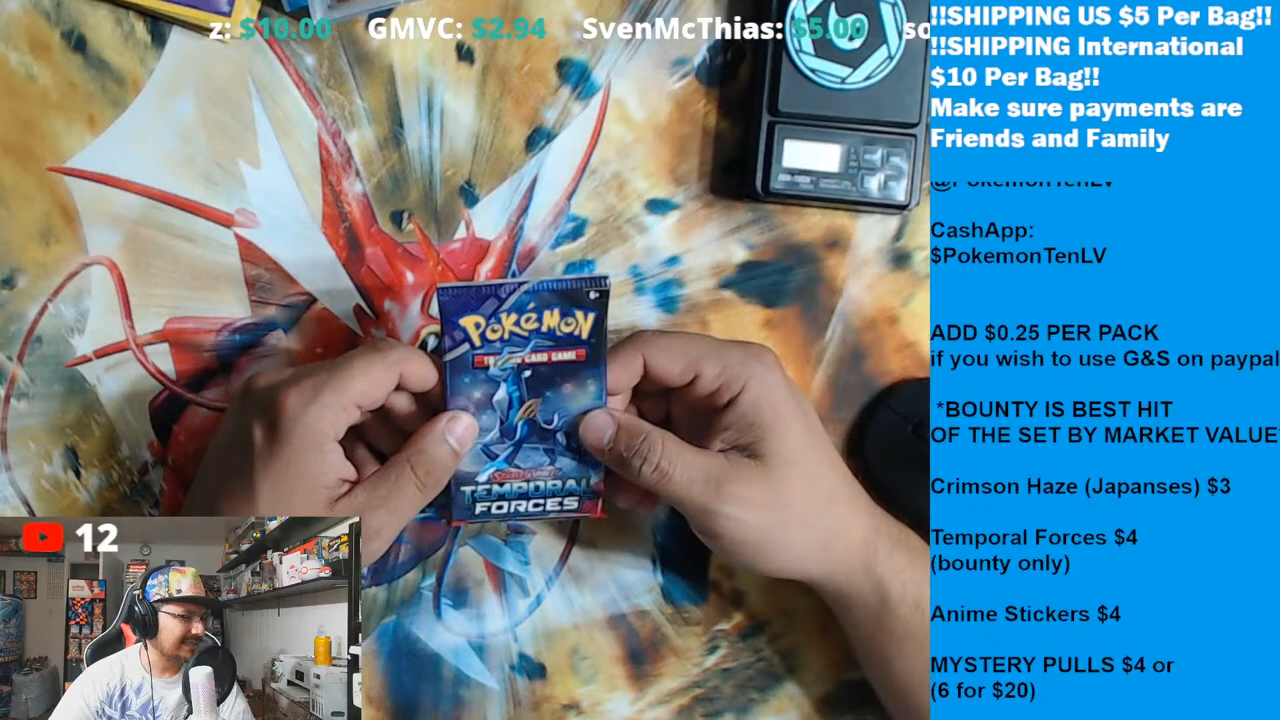 z: $10.00 GMVC: $2.94 SvenMcThias: $5.00 so
!!SHIPPING US $5 Per Bag!!
!!SHIPPING International
$10 Per Bag!!
Make sure payments are
Friends and Family
@PokemonTenLV
CashApp:
$PokemonTenLV
ADD $0.25 PER PACK
if you wish to use G&S on paypal
*BOUNTY IS BEST HIT
OF THE SET BY MARKET VALUE
Crimson Haze (Japanses) $3
Temporal Forces $4
(bounty only)
Anime Stickers $4
MYSTERY PULLS $4 or
(6 for $20)
6+
POKéMON
CARD GAME
TEMPORAL
FORCES
12